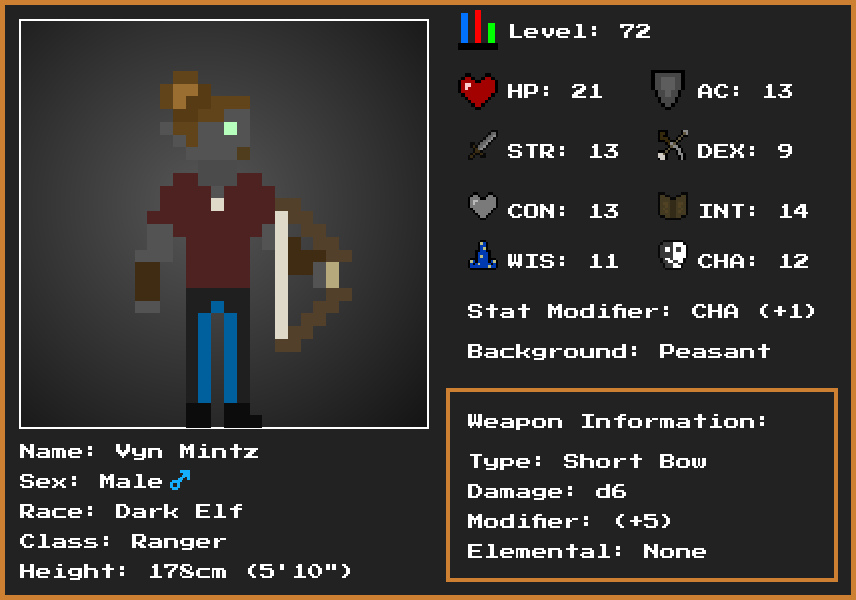 Level: 72
HP: 21 AC: 13
STR: 13 DEX: 9
CON: 13 INT: 14
WIS: 11 CHA: 12
Stat Modifier: CHA (+1)
Background: Peasant
Weapon Information:
Type: Short Bow
Damage: d6
Modifier: (+5)
Elemental: None
Name: Vyn Mintz
Sex: Male ♂
Race: Dark Elf
Class: Ranger
Height: 178cm (5'10")